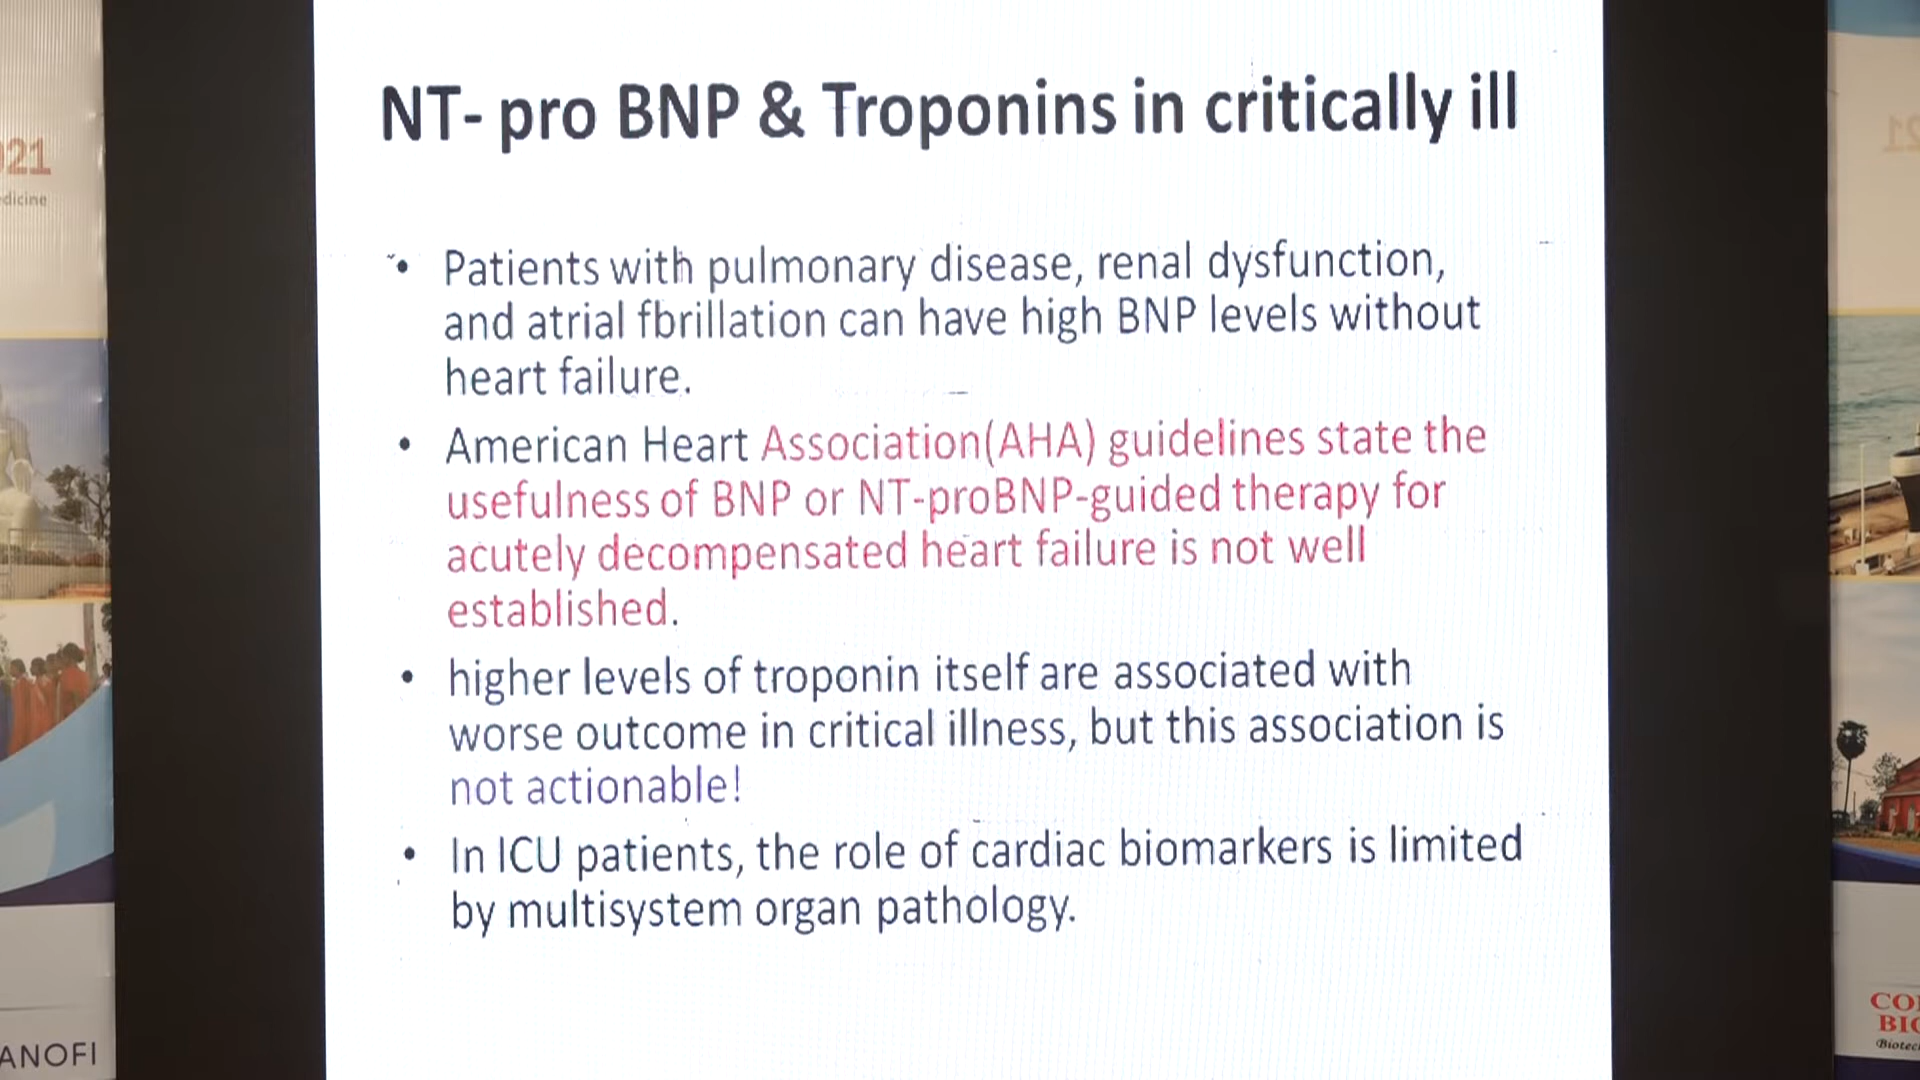 NT- pro BNP & Troponins in critically ill
• Patients with pulmonary disease, renal dysfunction,
and atrial fbrillation can have high BNP levels without
heart failure.
• American Heart Association(AHA) guidelines state the
usefulness of BNP or NT-proBNP-guided therapy for
acutely decompensated heart failure is not well
established.
• higher levels of troponin itself are associated with
worse outcome in critical illness, but this association is
not actionable!
• In ICU patients, the role of cardiac biomarkers is limited
by multisystem organ pathology.
21
dicine
ANOFI
CO
BIO
Biotec